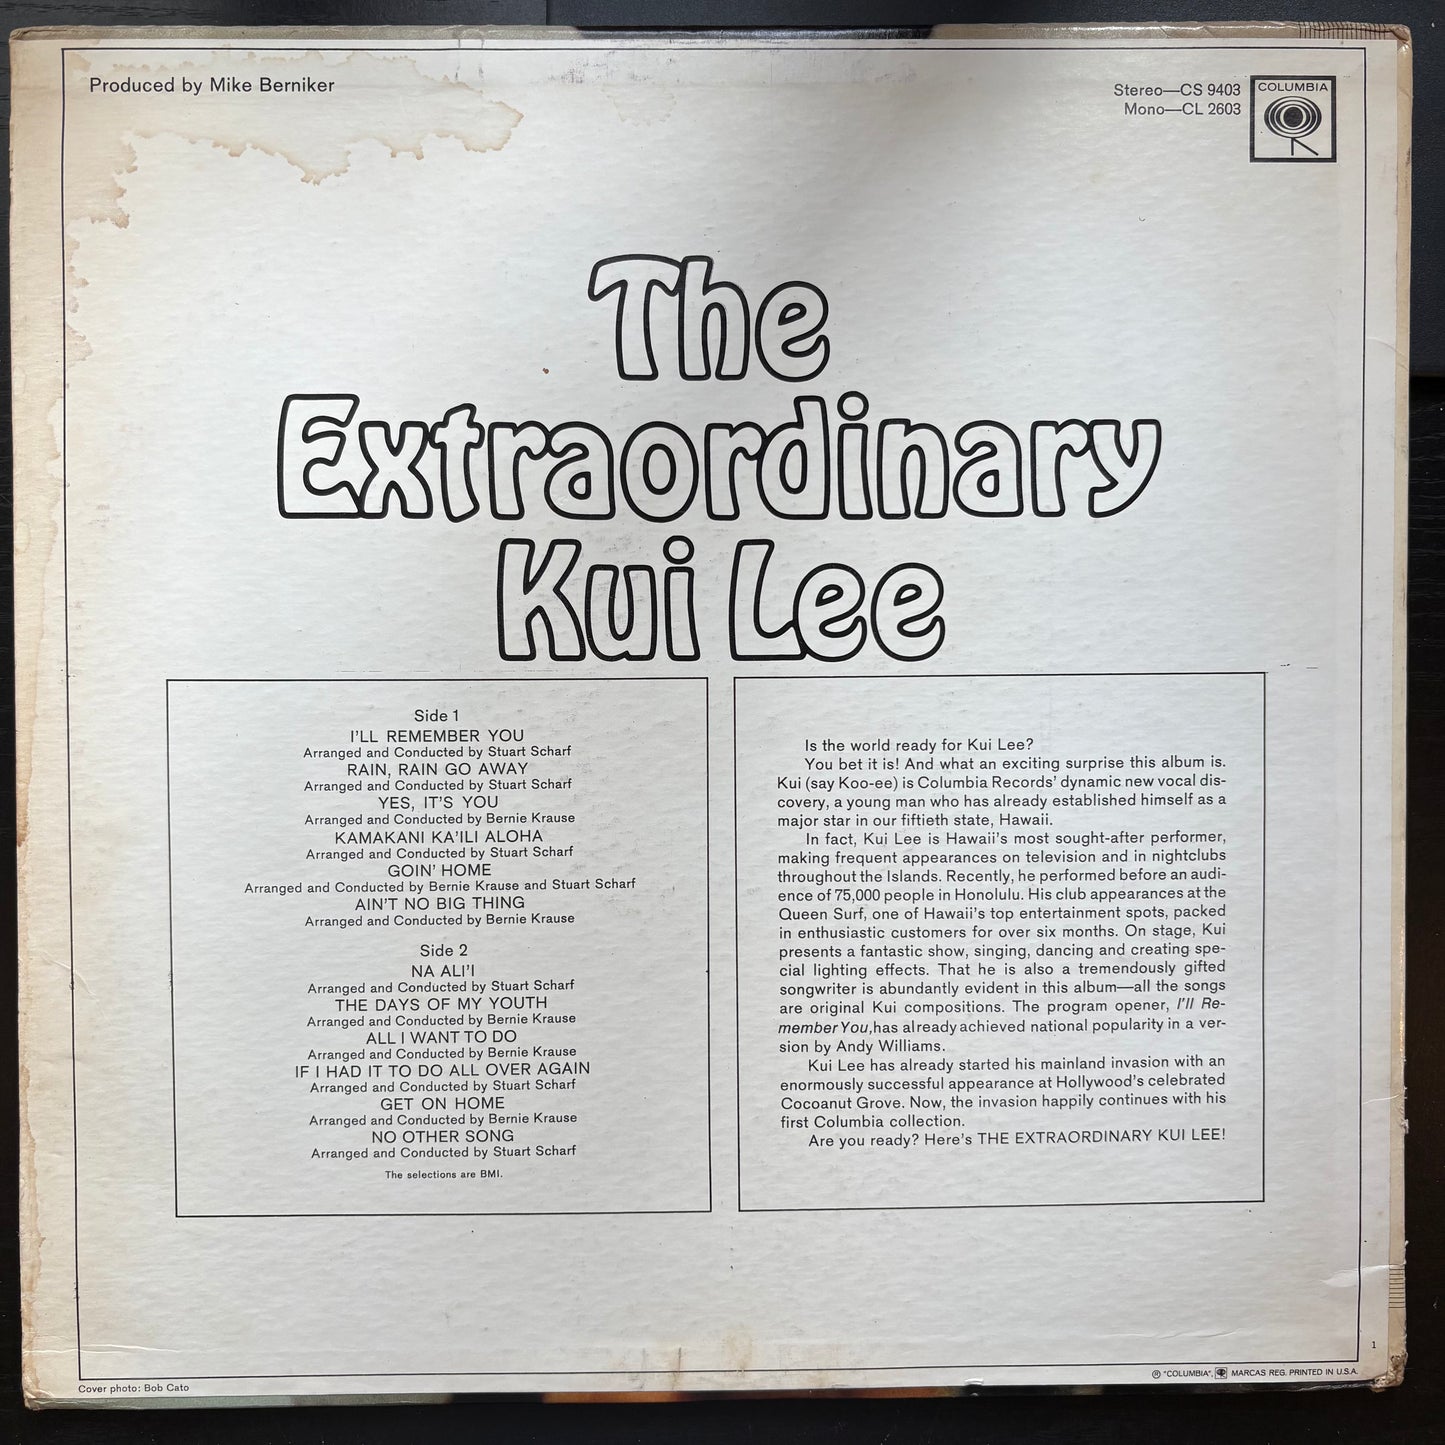 Produced by Mike Berniker
Stereo—CS 9403
Mono—CL 2603
COLUMBIA
The
Extraordinary
Kui Lee
Side 1
I'LL REMEMBER YOU
Arranged and Conducted by Stuart Scharf
RAIN, RAIN GO AWAY
Arranged and Conducted by Stuart Scharf
YES, IT'S YOU
Arranged and Conducted by Bernie Krause
KAMAKANI KA'ILI ALOHA
Arranged and Conducted by Stuart Scharf
GOIN' HOME
Arranged and Conducted by Bernie Krause and Stuart Scharf
AIN'T NO BIG THING
Arranged and Conducted by Bernie Krause
Side 2
NA ALI'I
Arranged and Conducted by Stuart Scharf
THE DAYS OF MY YOUTH
Arranged and Conducted by Bernie Krause
ALL I WANT TO DO
Arranged and Conducted by Bernie Krause
IF I HAD IT TO DO ALL OVER AGAIN
Arranged and Conducted by Stuart Scharf
GET ON HOME
Arranged and Conducted by Bernie Krause
NO OTHER SONG
Arranged and Conducted by Stuart Scharf
The selections are BMI.
Is the world ready for Kui Lee?
You bet it is! And what an exciting surprise this album is.
Kui (say Koo-ee) is Columbia Records' dynamic new vocal dis-
covery, a young man who has already established himself as a
major star in our fiftieth state, Hawaii.
In fact, Kui Lee is Hawaii's most sought-after performer,
making frequent appearances on television and in nightclubs
throughout the Islands. Recently, he performed before an audi-
ence of 75,000 people in Honolulu. His club appearances at the
Queen Surf, one of Hawaii's top entertainment spots, packed
in enthusiastic customers for over six months. On stage, Kui
presents a fantastic show, singing, dancing and creating spe-
cial lighting effects. That he is also a tremendously gifted
songwriter is abundantly evident in this album—all the songs
are original Kui compositions. The program opener, I'll Re-
member You, has already achieved national popularity in a ver-
sion by Andy Williams.
Kui Lee has already started his mainland invasion with an
enormously successful appearance at Hollywood's celebrated
Cocoanut Grove. Now, the invasion happily continues with his
first Columbia collection.
Are you ready? Here's THE EXTRAORDINARY KUI LEE!
1
Cover photo: Bob Cato
℗ "COLUMBIA", MARCAS REG. PRINTED IN U.S.A.